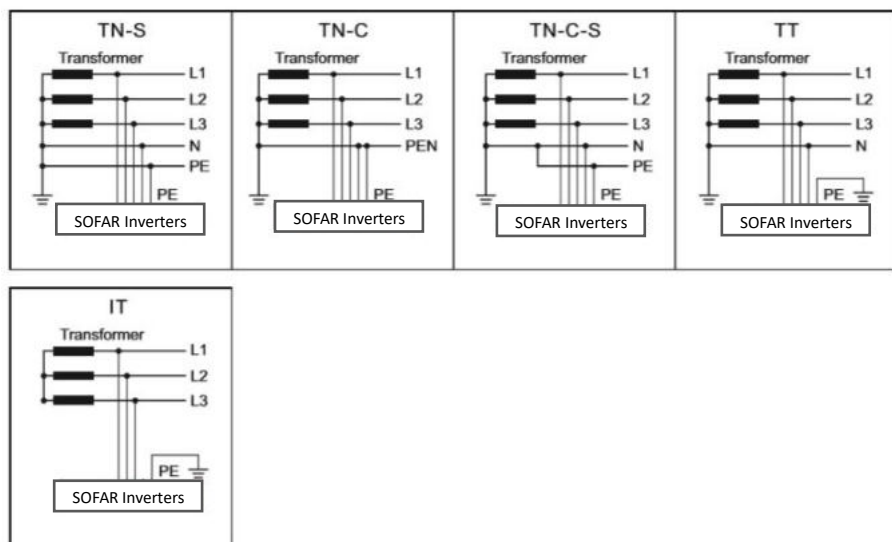 TN-S
Transformer
L1
L2
L3
N
PE
PE
SOFAR Inverters
TN-C
Transformer
L1
L2
L3
PEN
PE
SOFAR Inverters
TN-C-S
Transformer
L1
L2
L3
N
PE
PE
SOFAR Inverters
TT
Transformer
L1
L2
L3
N
PE
SOFAR Inverters
IT
Transformer
L1
L2
L3
PE
SOFAR Inverters